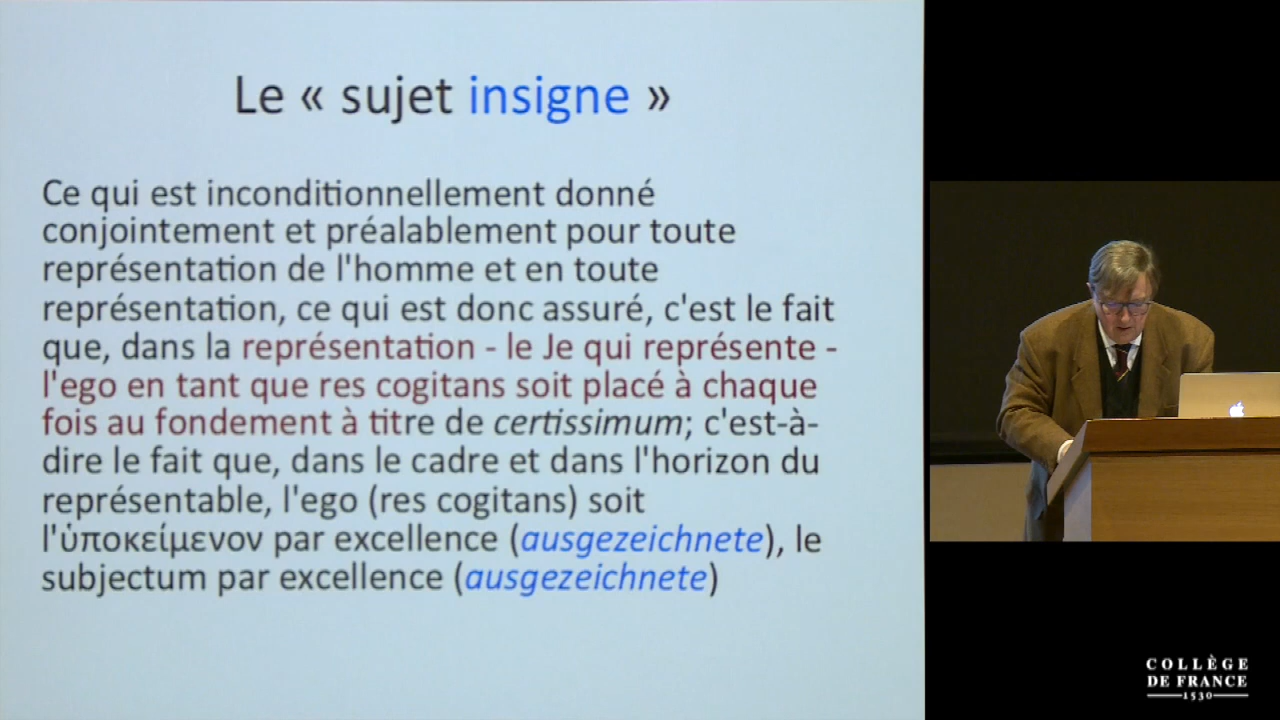 Le « sujet insigne »
Ce qui est inconditionnellement donné
conjointement et préalablement pour toute
représentation de l'homme et en toute
représentation, ce qui est donc assuré, c'est le fait
que, dans la représentation - le Je qui représente -
l'ego en tant que res cogitans soit placé à chaque
fois au fondement à titre de certissimum; c'est-à-
dire le fait que, dans le cadre et dans l'horizon du
représentable, l'ego (res cogitans) soit
l'ὑποκείμενον par excellence (ausgezeichnete), le
subjectum par excellence (ausgezeichnete)
COLLÈGE
DE FRANCE
1530